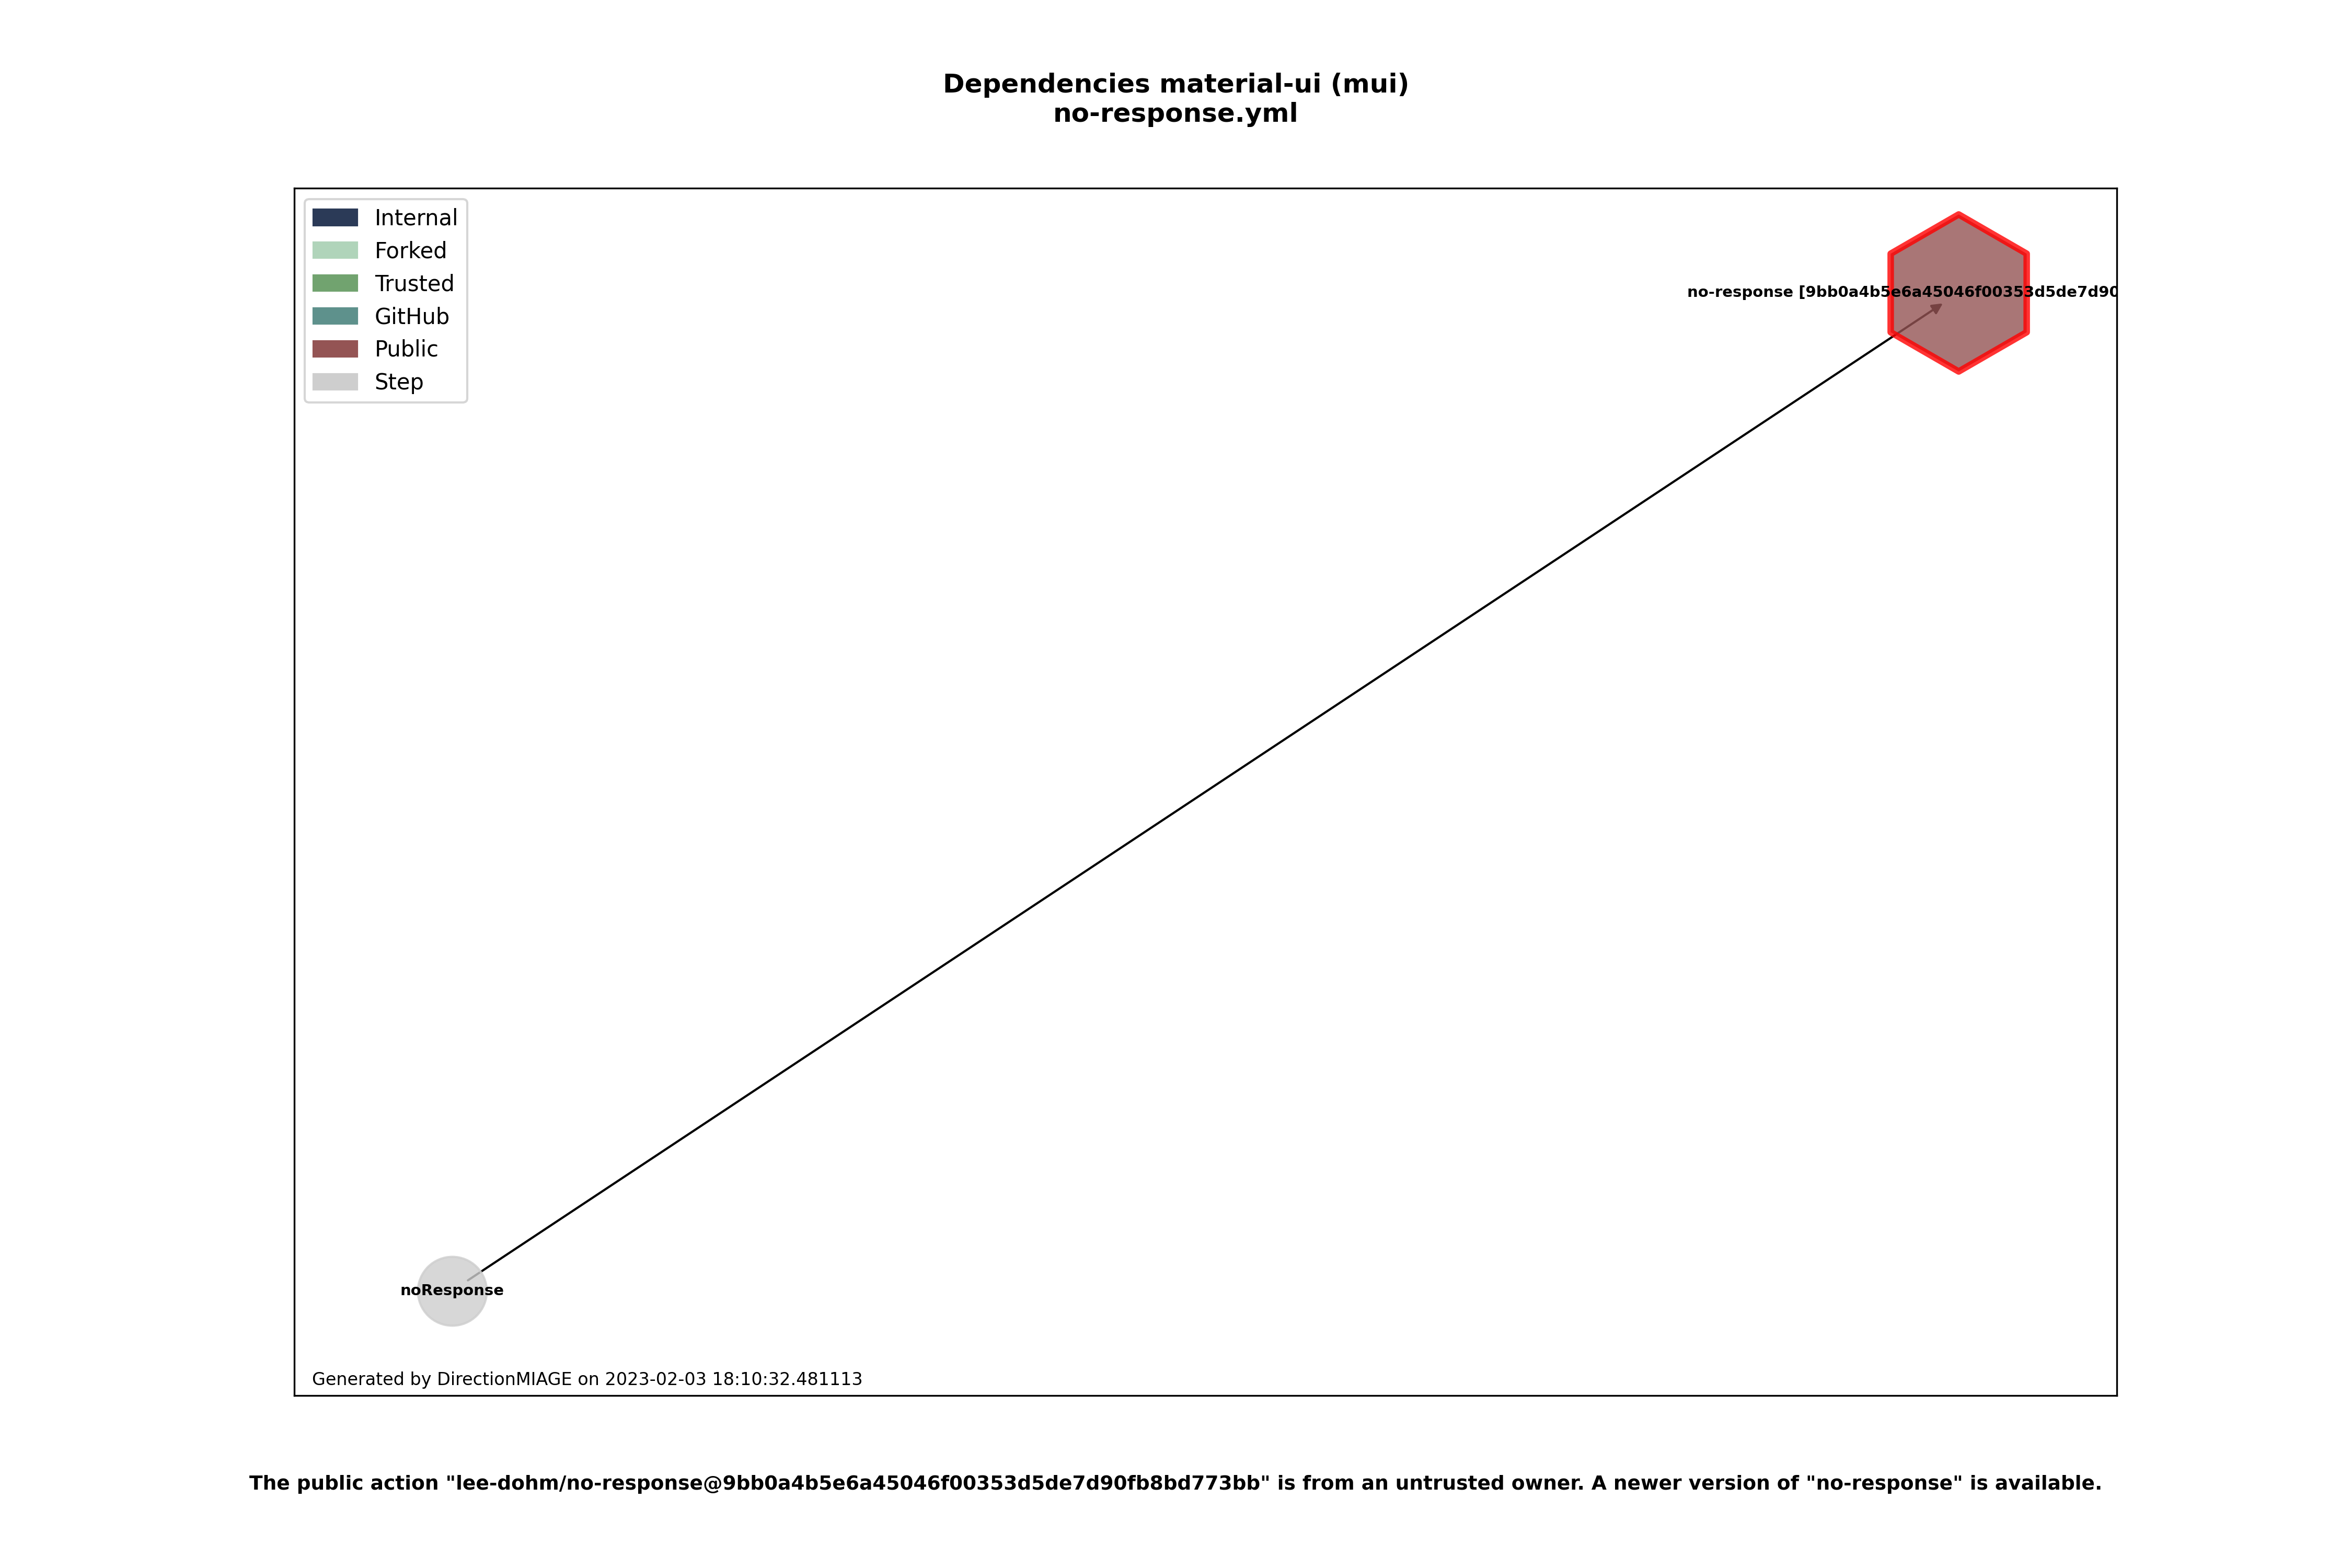 Dependencies material-ui (mui)
no-response.yml
Internal
Forked
Trusted
GitHub
Public
Step
no-response [9bb0a4b5e6a45046f00353d5de7d90
noResponse
Generated by DirectionMIAGE on 2023-02-03 18:10:32.481113
The public action "lee-dohm/no-response@9bb0a4b5e6a45046f00353d5de7d90fb8bd773bb" is from an untrusted owner. A newer version of "no-response" is available.